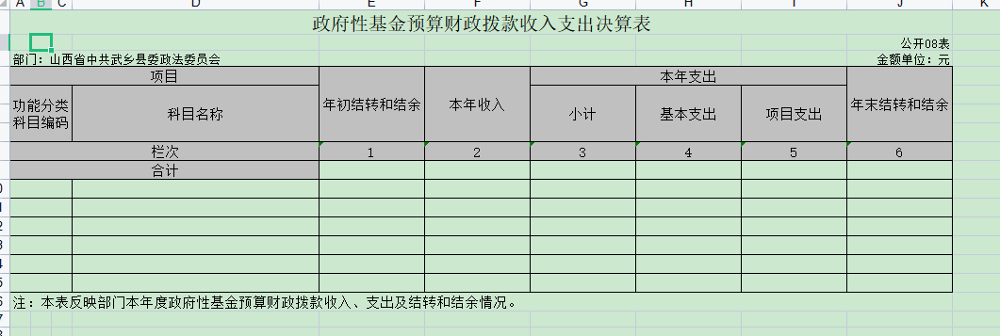 A B C D E F G H I J K
政府性基金预算财政拨款收入支出决算表
公开08表
部门：山西省中共武乡县委政法委员会 金额单位：元
项目 年初结转和结余 本年收入 本年支出 年末结转和结余
功能分类科目编码 科目名称 小计 基本支出 项目支出
栏次 1 2 3 4 5 6
合计
注：本表反映部门本年度政府性基金预算财政拨款收入、支出及结转和结余情况。